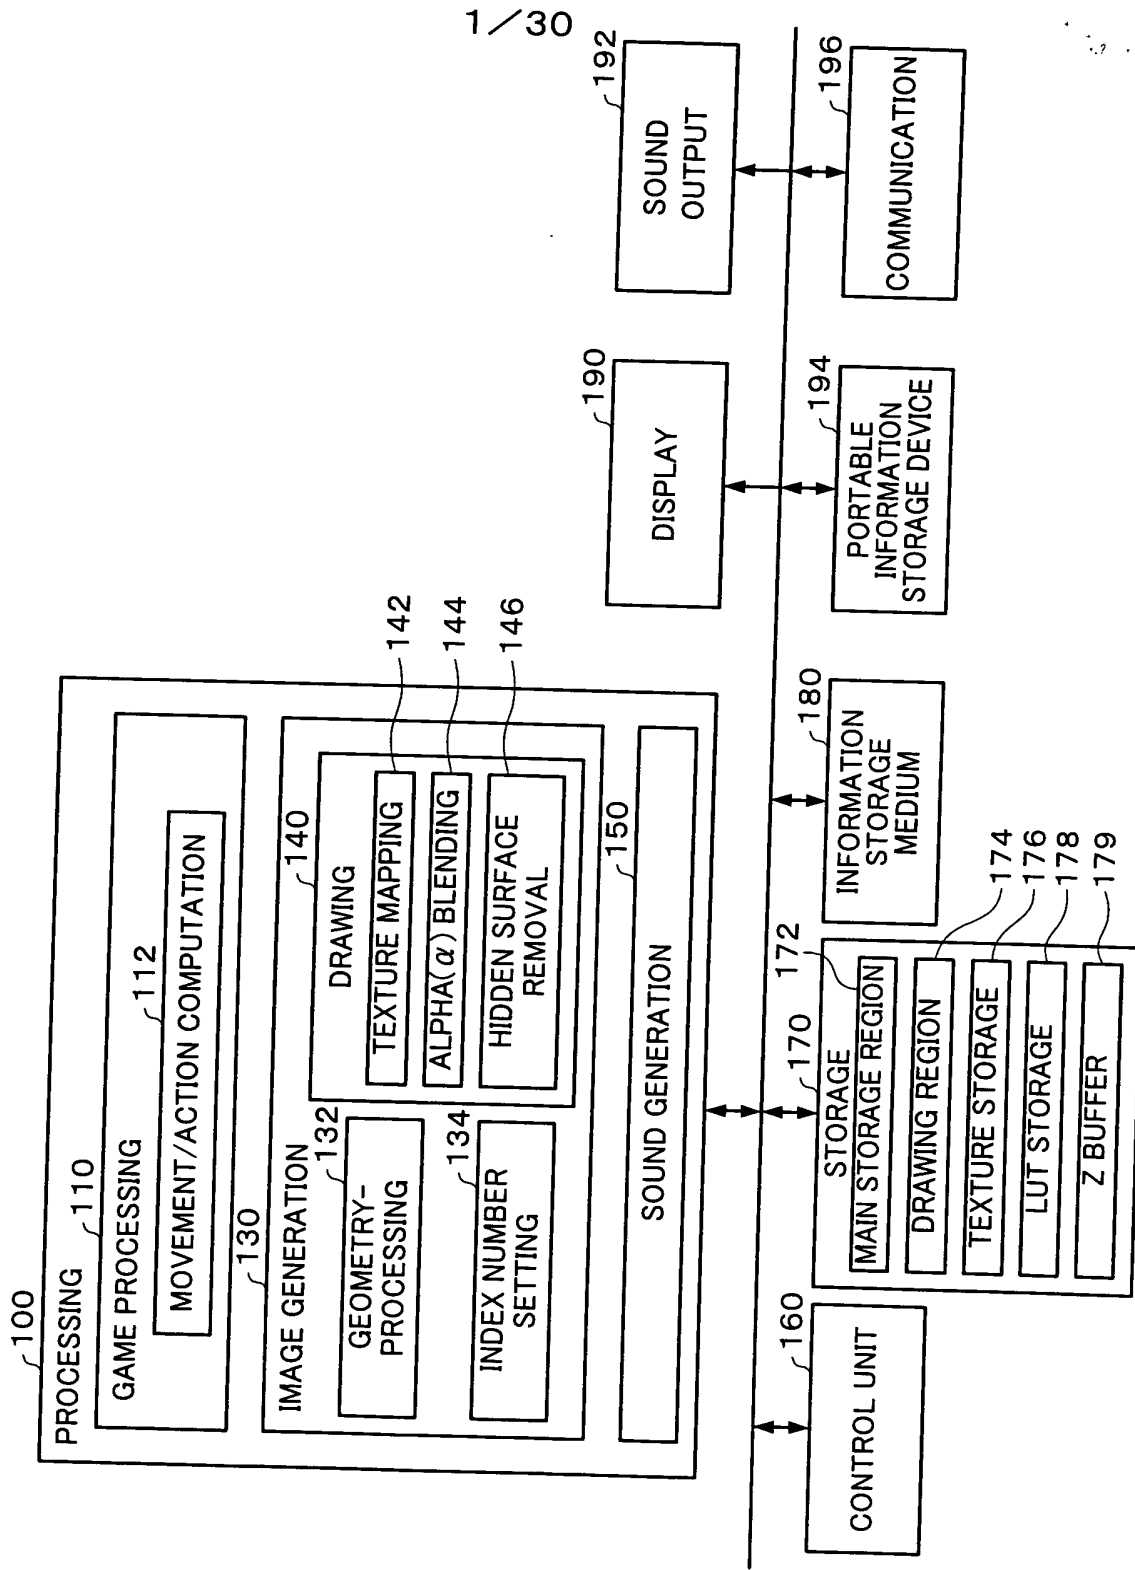 1/30
100
PROCESSING
110
GAME PROCESSING
112
MOVEMENT/ACTION COMPUTATION
130
IMAGE GENERATION
132
GEOMETRY-
PROCESSING
134
INDEX NUMBER
SETTING
140
DRAWING
TEXTURE MAPPING
142
ALPHA(α) BLENDING
144
HIDDEN SURFACE
REMOVAL
146
150
SOUND GENERATION
190
DISPLAY
192
SOUND
OUTPUT
160
CONTROL UNIT
170
STORAGE
172
MAIN STORAGE REGION
DRAWING REGION
174
TEXTURE STORAGE
176
LUT STORAGE
178
Z BUFFER
179
180
INFORMATION
STORAGE
MEDIUM
194
PORTABLE
INFORMATION
STORAGE DEVICE
196
COMMUNICATION